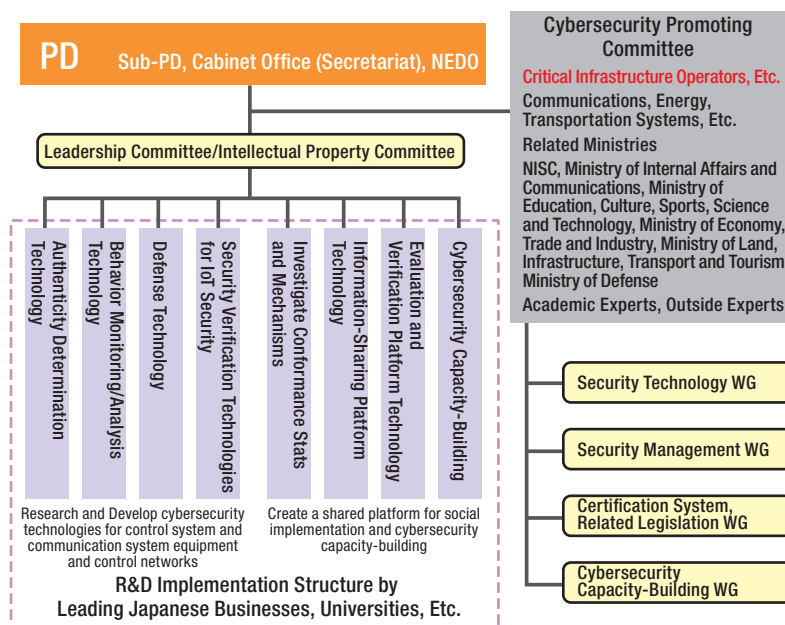 PD
Sub-PD, Cabinet Office (Secretariat), NEDO
Leadership Committee/Intellectual Property Committee
Authenticity Determination
Technology
Behavior Monitoring/Analysis
Technology
Defense Technology
Security Verification Technologies
for IoT Security
Investigate Conformance Stats
and Mechanisms
Information-Sharing Platform
Technology
Evaluation and
Verification Platform Technology
Cybersecurity Capacity-Building
Research and Develop cybersecurity
technologies for control system and
communication system equipment
and control networks
Create a shared platform for social
implementation and cybersecurity
capacity-building
R&D Implementation Structure by
Leading Japanese Businesses, Universities, Etc.
Cybersecurity Promoting
Committee
Critical Infrastructure Operators, Etc.
Communications, Energy,
Transportation Systems, Etc.
Related Ministries
NISC, Ministry of Internal Affairs and
Communications, Ministry of
Education, Culture, Sports, Science
and Technology, Ministry of Economy,
Trade and Industry, Ministry of Land,
Infrastructure, Transport and Tourism
Ministry of Defense
Academic Experts, Outside Experts
Security Technology WG
Security Management WG
Certification System,
Related Legislation WG
Cybersecurity
Capacity-Building WG